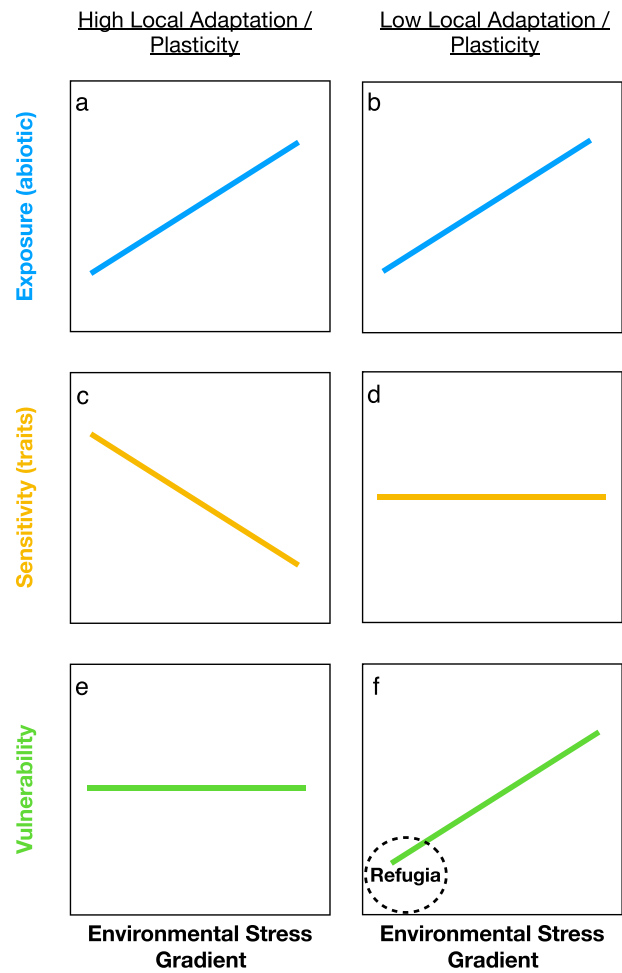 High Local Adaptation /
Plasticity
Low Local Adaptation /
Plasticity
Exposure (abiotic)
a
b
Sensitivity (traits)
c
d
Vulnerability
e
f
Refugia
Environmental Stress
Gradient
Environmental Stress
Gradient